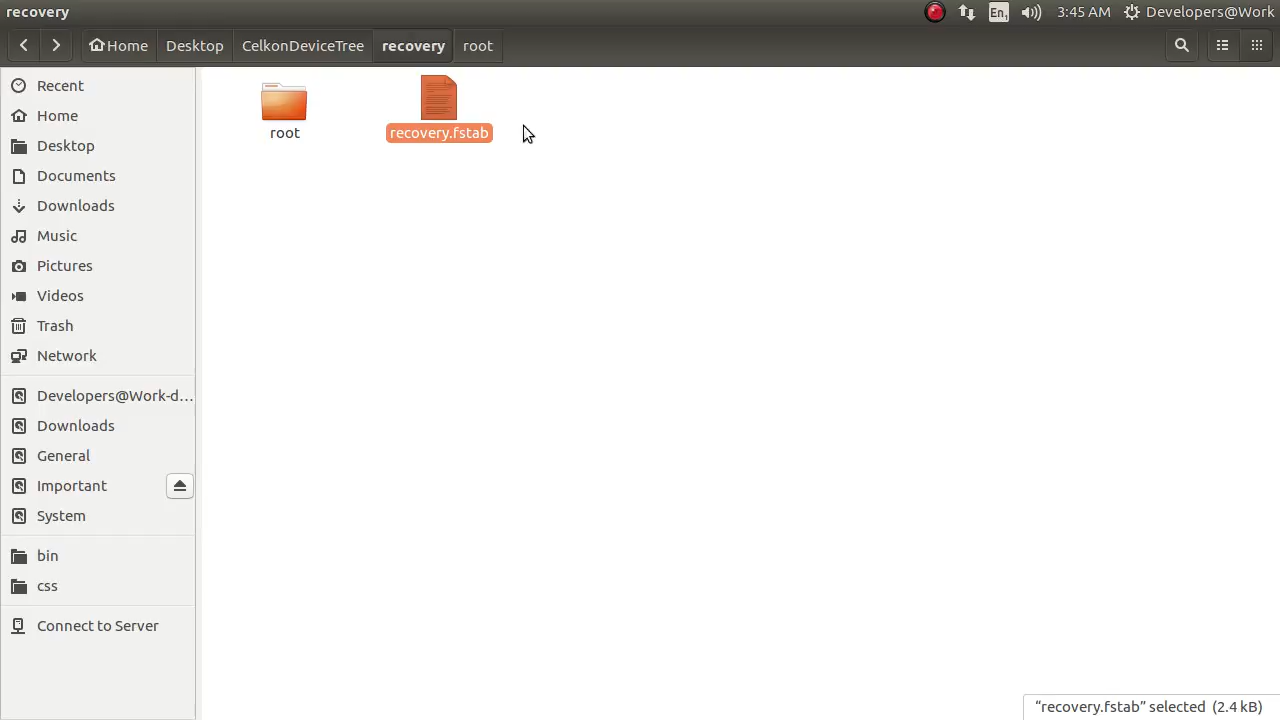 recovery
En1
3:45 AM
Developers@Work
Home
Desktop
CelkonDeviceTree
recovery
root
Recent
Home
Desktop
Documents
Downloads
Music
Pictures
Videos
Trash
Network
Developers@Work-d...
Downloads
General
Important
System
bin
css
Connect to Server
root
recovery.fstab
“recovery.fstab” selected (2.4 kB)